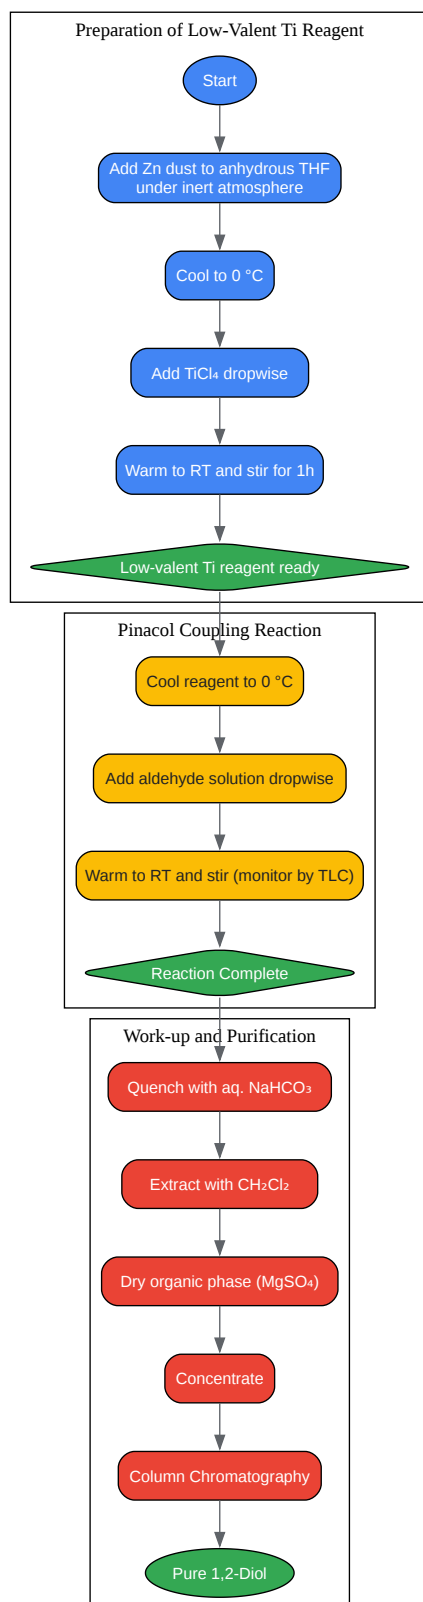 Preparation of Low-Valent Ti Reagent
Start
Add Zn dust to anhydrous THF
under inert atmosphere
Cool to 0 °C
Add TiCl₄ dropwise
Warm to RT and stir for 1h
Low-valent Ti reagent ready
Pinacol Coupling Reaction
Cool reagent to 0 °C
Add aldehyde solution dropwise
Warm to RT and stir (monitor by TLC)
Reaction Complete
Work-up and Purification
Quench with aq. NaHCO₃
Extract with CH₂Cl₂
Dry organic phase (MgSO₄)
Concentrate
Column Chromatography
Pure 1,2-Diol